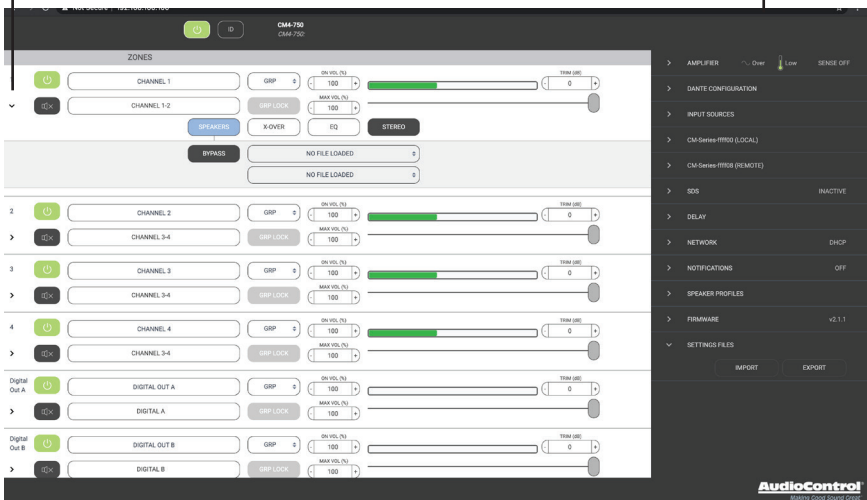 Not Secure | 192.168.100.100
ID
CM4-750
CM4-750
ZONES
CHANNEL 1
GRP
ON VOL (%)
- 100 +
TRIM (dB)
- 0 +
CHANNEL 1-2
GRP LOCK
MAX VOL (%)
- 100 +
SPEAKERS
X-OVER
EQ
STEREO
BYPASS
NO FILE LOADED
NO FILE LOADED
2
CHANNEL 2
GRP
ON VOL (%)
- 100 +
TRIM (dB)
- 0 +
CHANNEL 3-4
GRP LOCK
MAX VOL (%)
- 100 +
3
CHANNEL 3
GRP
ON VOL (%)
- 100 +
TRIM (dB)
- 0 +
CHANNEL 3-4
GRP LOCK
MAX VOL (%)
- 100 +
4
CHANNEL 4
GRP
ON VOL (%)
- 100 +
TRIM (dB)
- 0 +
CHANNEL 3-4
GRP LOCK
MAX VOL (%)
- 100 +
Digital
Out A
DIGITAL OUT A
GRP
ON VOL (%)
- 100 +
TRIM (dB)
- 0 +
DIGITAL A
GRP LOCK
MAX VOL (%)
- 100 +
Digital
Out B
DIGITAL OUT B
GRP
ON VOL (%)
- 100 +
TRIM (dB)
- 0 +
DIGITAL B
GRP LOCK
MAX VOL (%)
- 100 +
AMPLIFIER Over Low SENSE OFF
DANTE CONFIGURATION
INPUT SOURCES
CM-Series-ffff00 (LOCAL)
CM-Series-ffff08 (REMOTE)
SDS INACTIVE
DELAY
NETWORK DHCP
NOTIFICATIONS OFF
SPEAKER PROFILES
FIRMWARE v2.1.1
SETTINGS FILES
IMPORT EXPORT
AudioControl
Making Good Sound Great